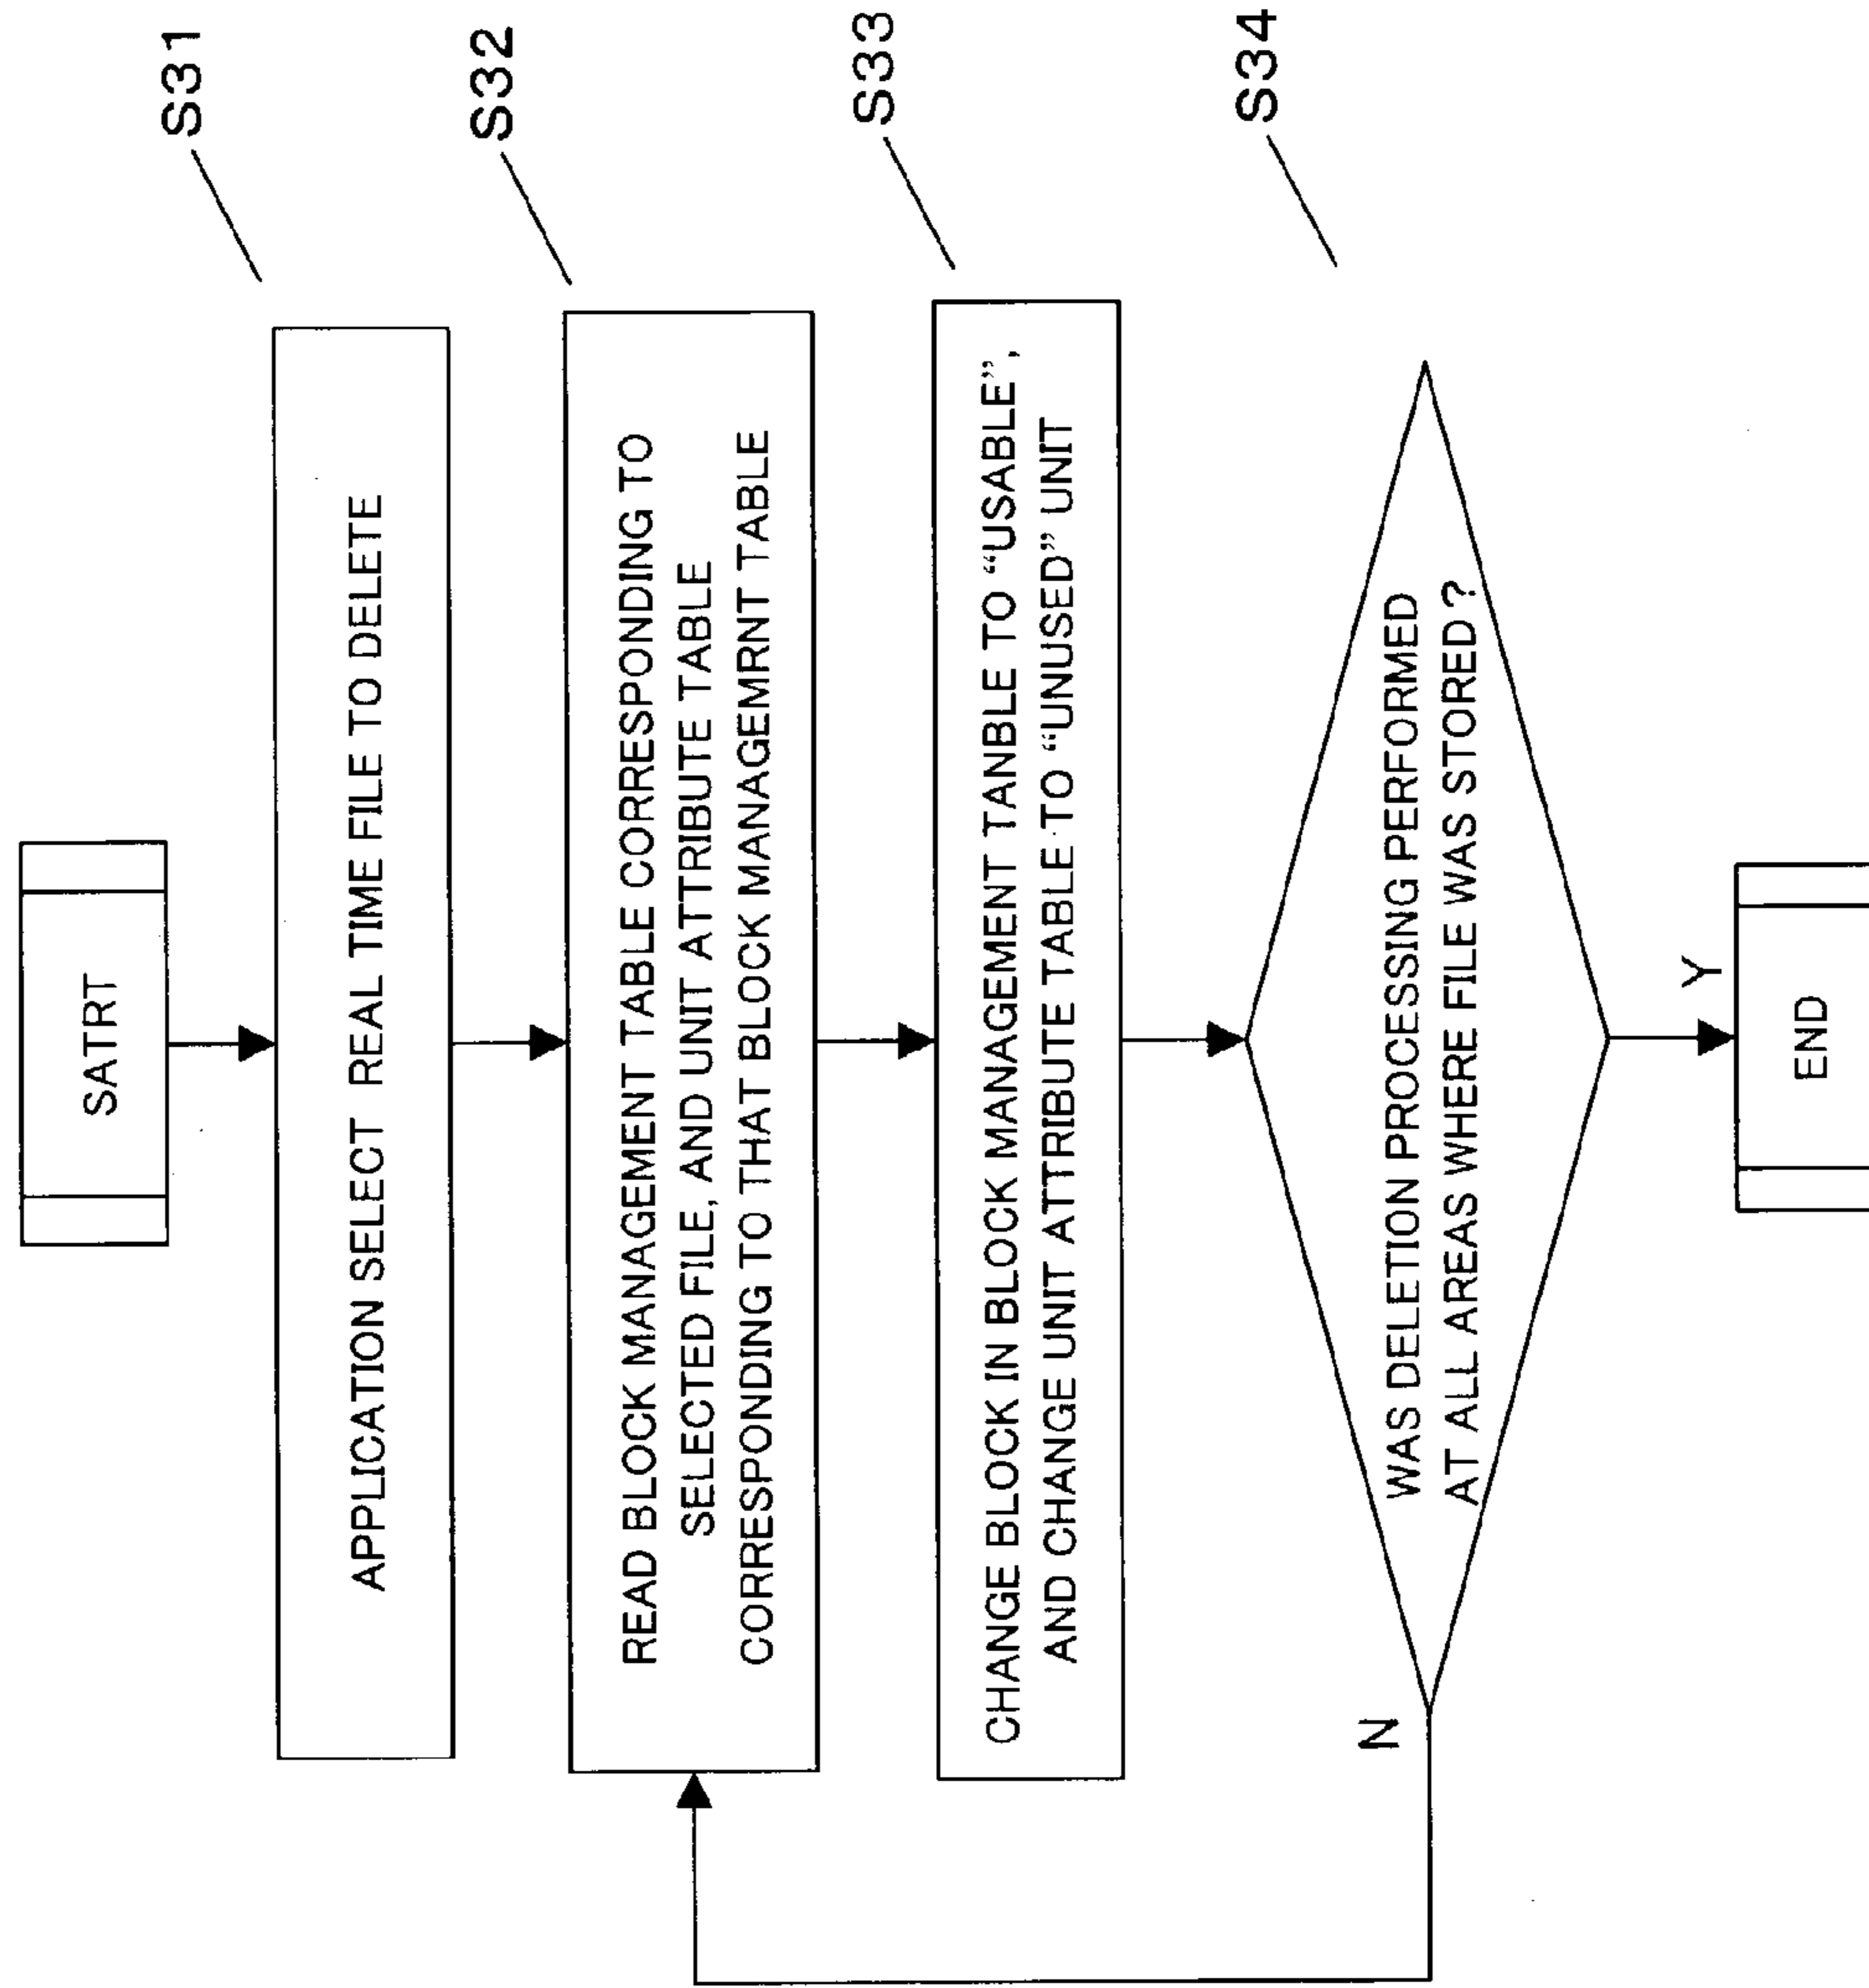 SATRT
S31
APPLICATION SELECT REAL TIME FILE TO DELETE
S32
READ BLOCK MANAGEMENT TABLE CORRESPONDING TO
SELECTED FILE, AND UNIT ATTRIBUTE TABLE
CORRESPONDING TO THAT BLOCK MANAGEMRNT TABLE
S33
CHANGE BLOCK IN BLOCK MANAGEMENT TANBLE TO “USABLE”,
AND CHANGE UNIT ATTRIBUTE TABLE TO “UNUSED” UNIT
S34
WAS DELETION PROCESSING PERFORMED
AT ALL AREAS WHERE FILE WAS STORED?
N
Y
END